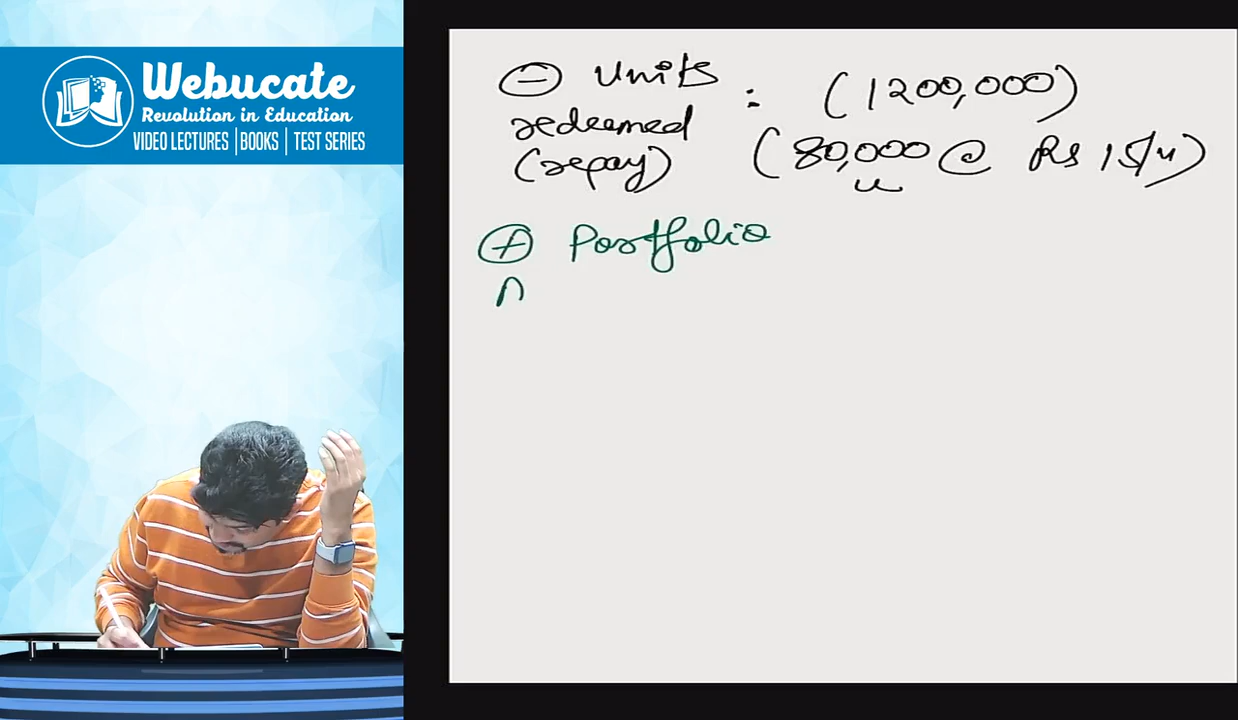 Webucate
Revolution in Education
VIDEO LECTURES | BOOKS | TEST SERIES
⊖ Units : (1200,000)
redeemed
(repay) (80,000 @ Rs 15/u)
u
⊕ Portfolio